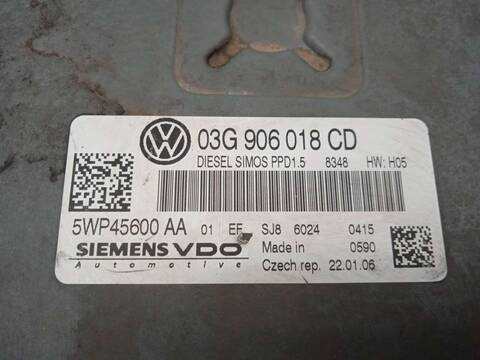 03G 906 018 CD
DIESEL SIMOS PPD1.5 8348 HW: H05
5WP45600 AA 01 EF SJ8 6024 0415
SIEMENS VDO Made in 0590
Automotive Czech rep. 22.01.06